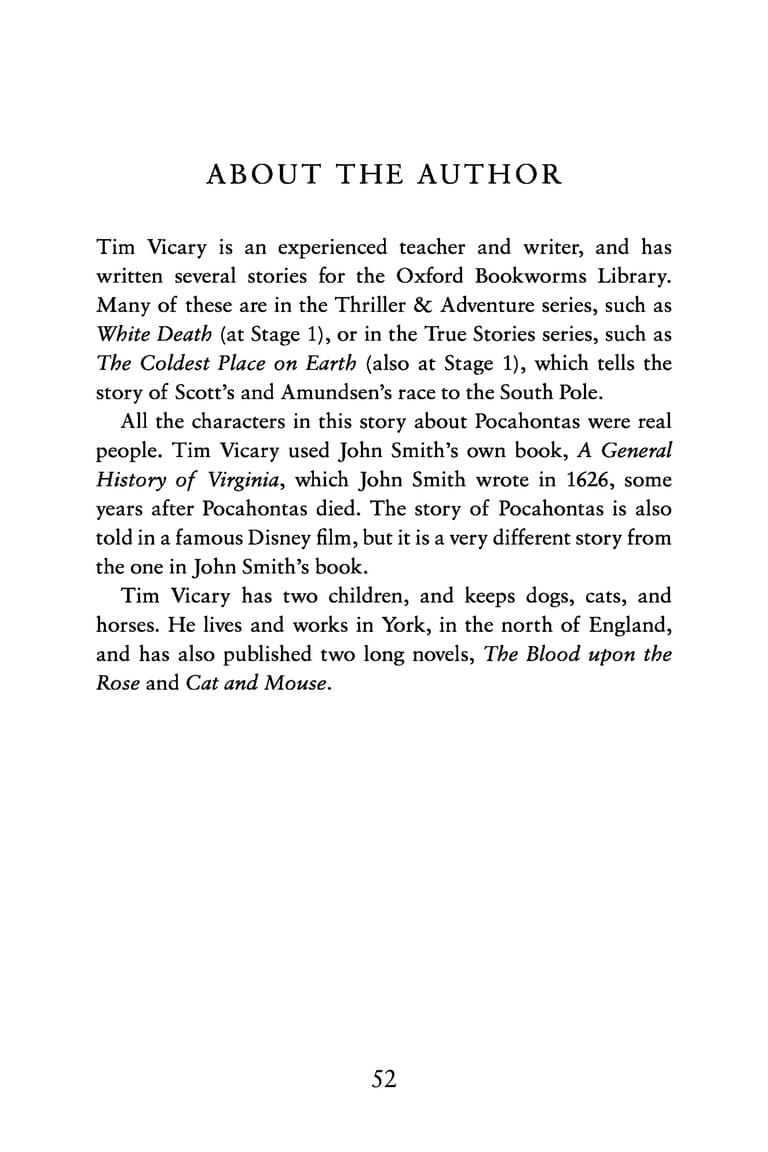 ABOUT THE AUTHOR
Tim Vicary is an experienced teacher and writer, and has
written several stories for the Oxford Bookworms Library.
Many of these are in the Thriller & Adventure series, such as
White Death (at Stage 1), or in the True Stories series, such as
The Coldest Place on Earth (also at Stage 1), which tells the
story of Scott’s and Amundsen’s race to the South Pole.
All the characters in this story about Pocahontas were real
people. Tim Vicary used John Smith’s own book, A General
History of Virginia, which John Smith wrote in 1626, some
years after Pocahontas died. The story of Pocahontas is also
told in a famous Disney film, but it is a very different story from
the one in John Smith’s book.
Tim Vicary has two children, and keeps dogs, cats, and
horses. He lives and works in York, in the north of England,
and has also published two long novels, The Blood upon the
Rose and Cat and Mouse.
52